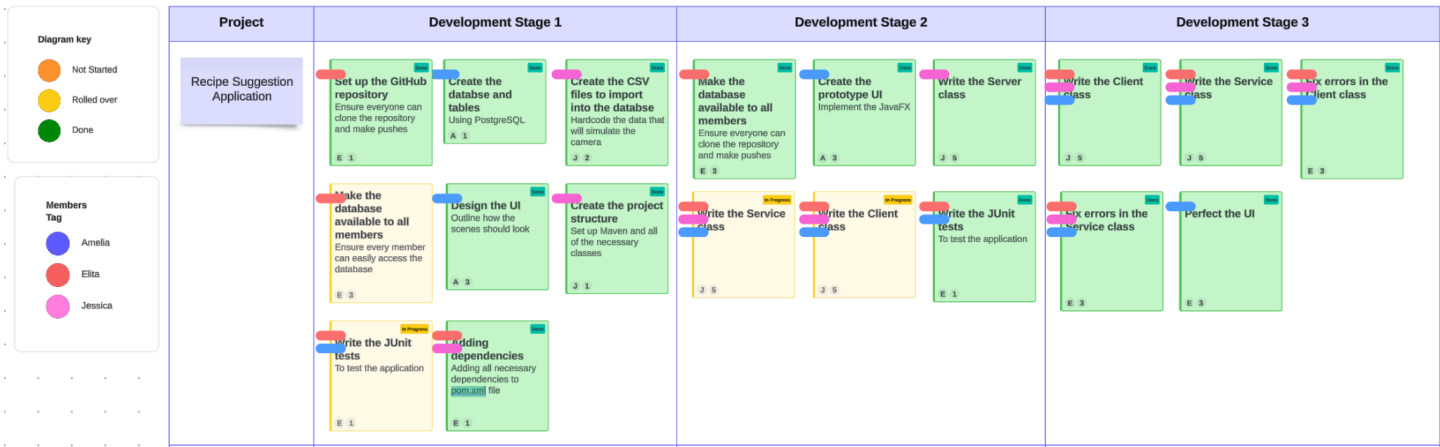 Diagram key
Not Started
Rolled over
Done
Members
Tag
Amelia
Elita
Jessica
Project
Development Stage 1
Development Stage 2
Development Stage 3
Recipe Suggestion
Application
Done
Set up the GitHub
repository
Ensure everyone can
clone the repository
and make pushes
E 1
Done
Create the
databse and
tables
Using PostgreSQL
A 1
Done
Create the CSV
files to import
into the databse
Hardcode the data that
will simulate the
camera
J 2
Make the
database
available to all
members
Ensure every member
can easily access the
database
E 3
Done
Design the UI
Outline how the
scenes should look
A 3
Done
Create the project
structure
Set up Maven and all
of the necessary
classes
J 1
In Progress
Write the JUnit
tests
To test the application
E 1
Done
Adding
dependencies
Adding all necessary
dependencies to
pom.xml file
E 1
Done
Make the
database
available to all
members
Ensure everyone can
clone the repository
and make pushes
E 3
Done
Create the
prototype UI
Implement the JavaFX
A 3
Done
Write the Server
class
J 5
In Progress
Write the Service
class
J 5
In Progress
Write the Client
class
J 5
Done
Write the JUnit
tests
To test the application
E 1
Done
Write the Client
class
J 5
Done
Write the Service
class
J 5
Done
Fix errors in the
Client class
E 3
Done
Fix errors in the
Service class
E 3
Done
Perfect the UI
E 3